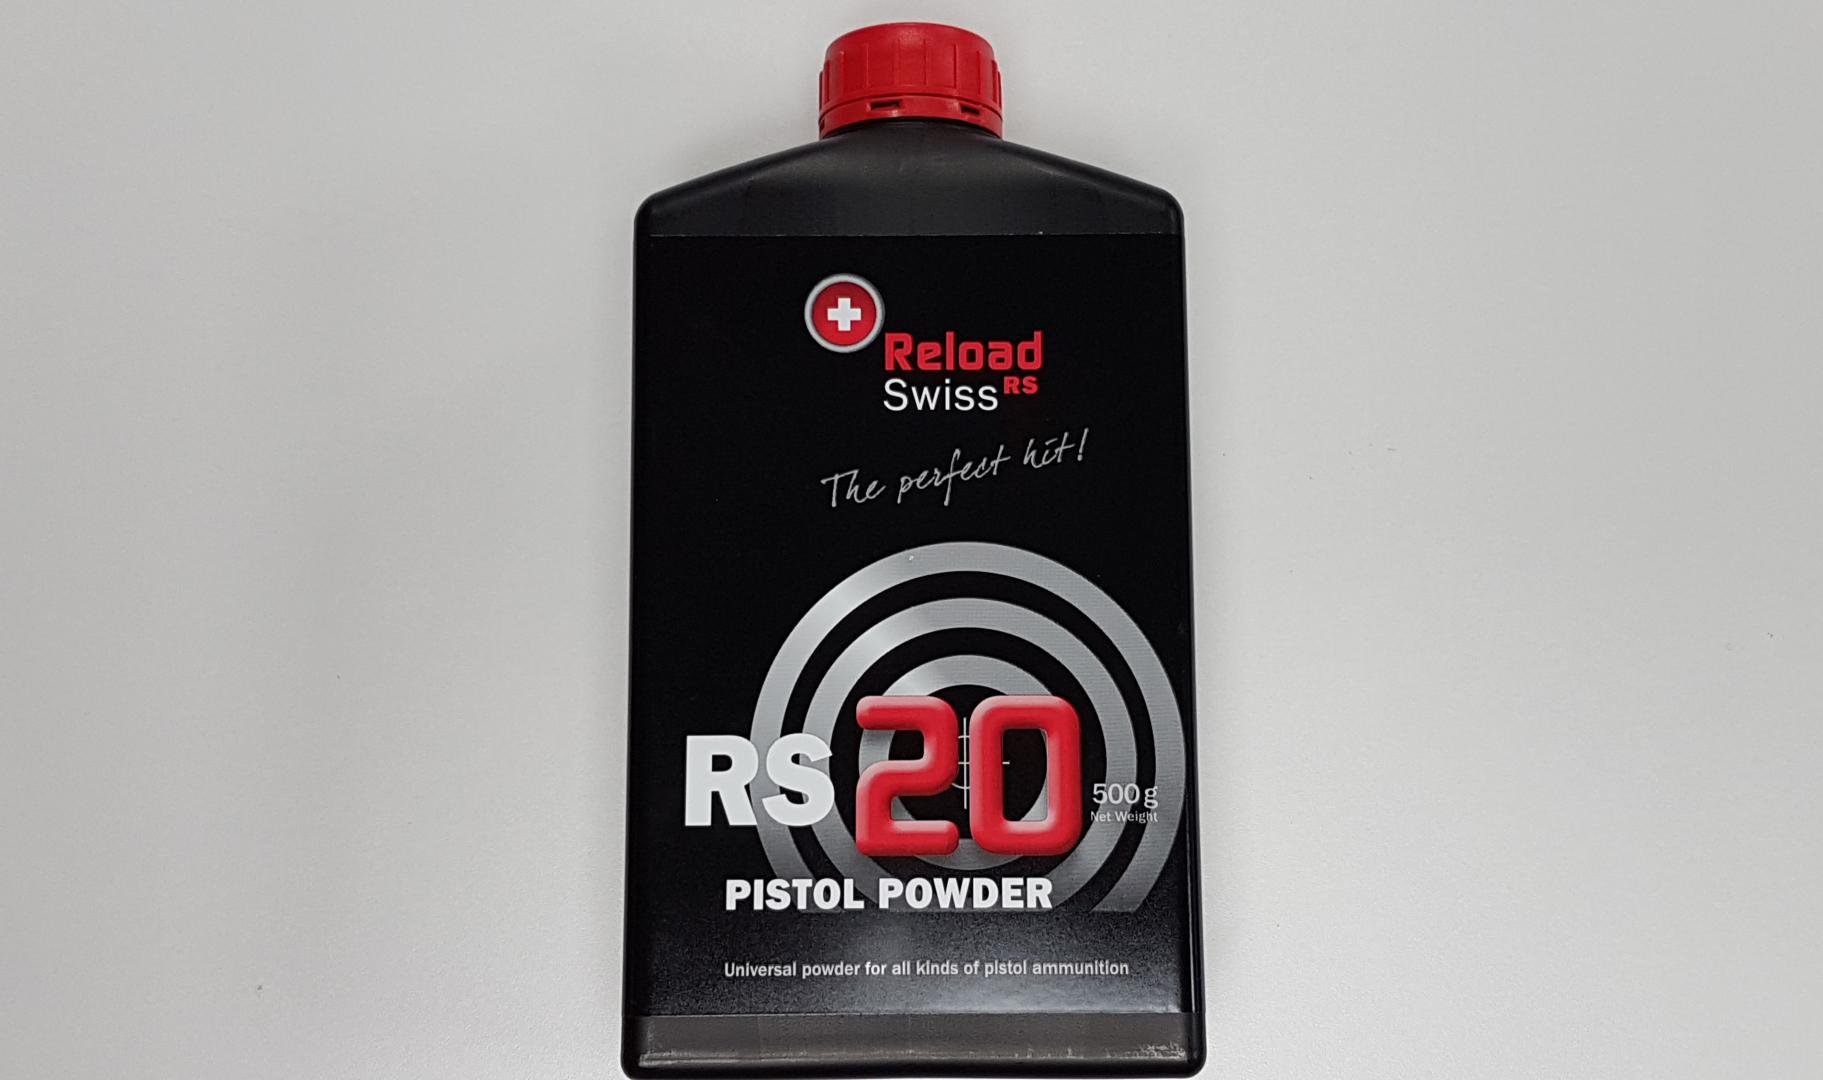 Reload
Swiss RS
The perfect hit!
RS 20
500 g
Net Weight
PISTOL POWDER
Universal powder for all kinds of pistol ammunition